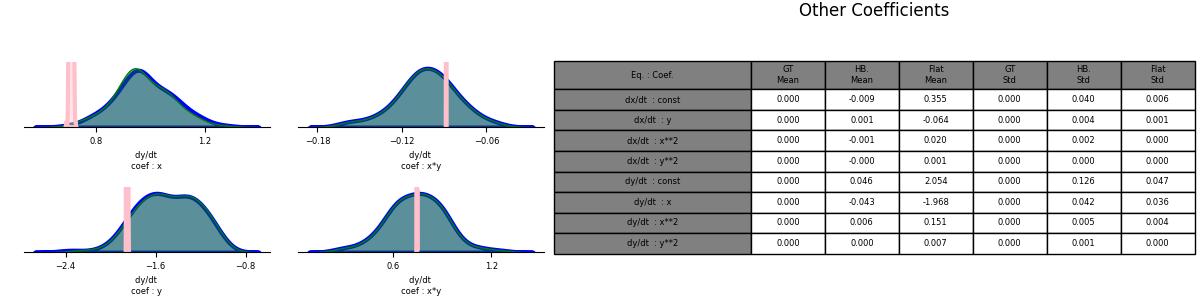 Other Coefficients
0.8 1.2
dy/dt
coef : x
−0.18 −0.12 −0.06
dy/dt
coef : x*y
−2.4 −1.6 −0.8
dy/dt
coef : y
0.6 1.2
dy/dt
coef : x*y
Eq. : Coef. GT Mean HB. Mean Flat Mean GT Std HB. Std Flat Std
dx/dt : const 0.000 -0.009 0.355 0.000 0.040 0.006
dx/dt : y 0.000 0.001 -0.064 0.000 0.004 0.001
dx/dt : x**2 0.000 -0.001 0.020 0.000 0.002 0.000
dx/dt : y**2 0.000 -0.000 0.001 0.000 0.000 0.000
dy/dt : const 0.000 0.046 2.054 0.000 0.126 0.047
dy/dt : x 0.000 -0.043 -1.968 0.000 0.042 0.036
dy/dt : x**2 0.000 0.006 0.151 0.000 0.005 0.004
dy/dt : y**2 0.000 0.000 0.007 0.000 0.001 0.000